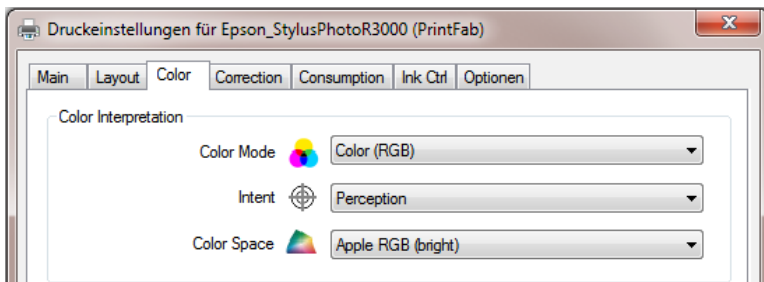 Druckeinstellungen für Epson_StylusPhotoR3000 (PrintFab)
Main Layout Color Correction Consumption Ink Ctrl Optionen
Color Interpretation
Color Mode Color (RGB)
Intent Perception
Color Space Apple RGB (bright)